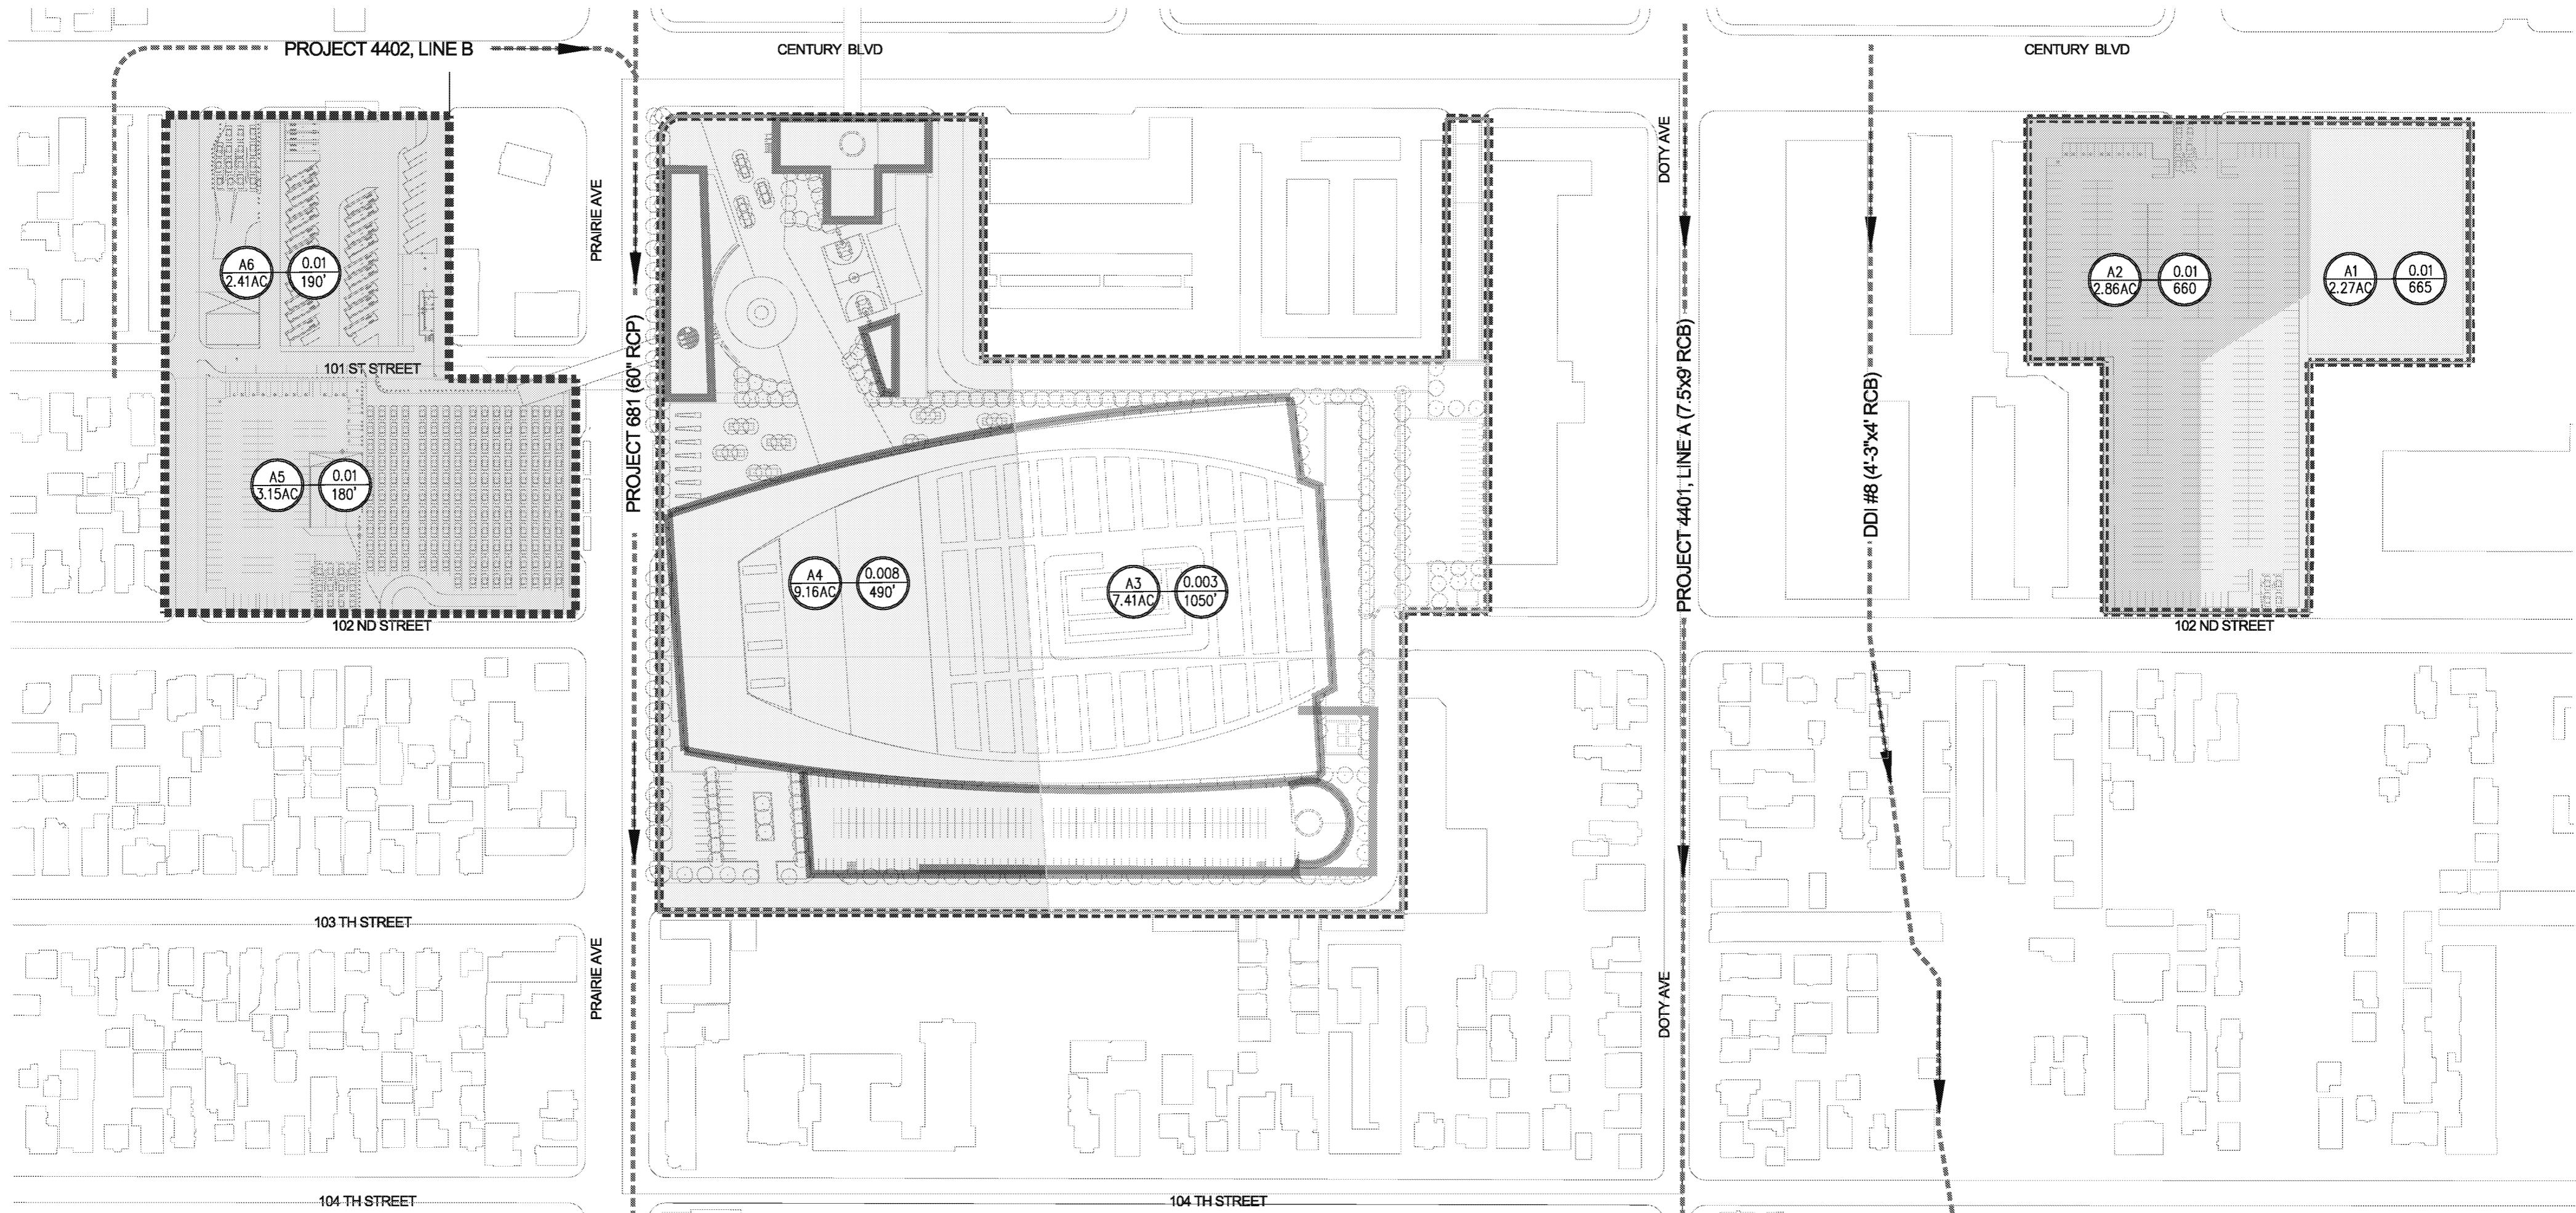 PROJECT 4402, LINE B
CENTURY BLVD
CENTURY BLVD
PRAIRIE AVE
DOTY AVE
A6
2.41AC
0.01
190'
A2
2.86AC
0.01
660
A1
2.27AC
0.01
665
101 ST STREET
PROJECT 681 (60" RCP)
PROJECT 4401, LINE A (7.5'x9' RCB)
DDI #8 (4'-3"x4' RCB)
A5
3.15AC
0.01
180'
A4
9.16AC
0.008
490'
A3
7.41AC
0.003
1050'
102 ND STREET
102 ND STREET
103 TH STREET
PRAIRIE AVE
DOTY AVE
104 TH STREET
104 TH STREET